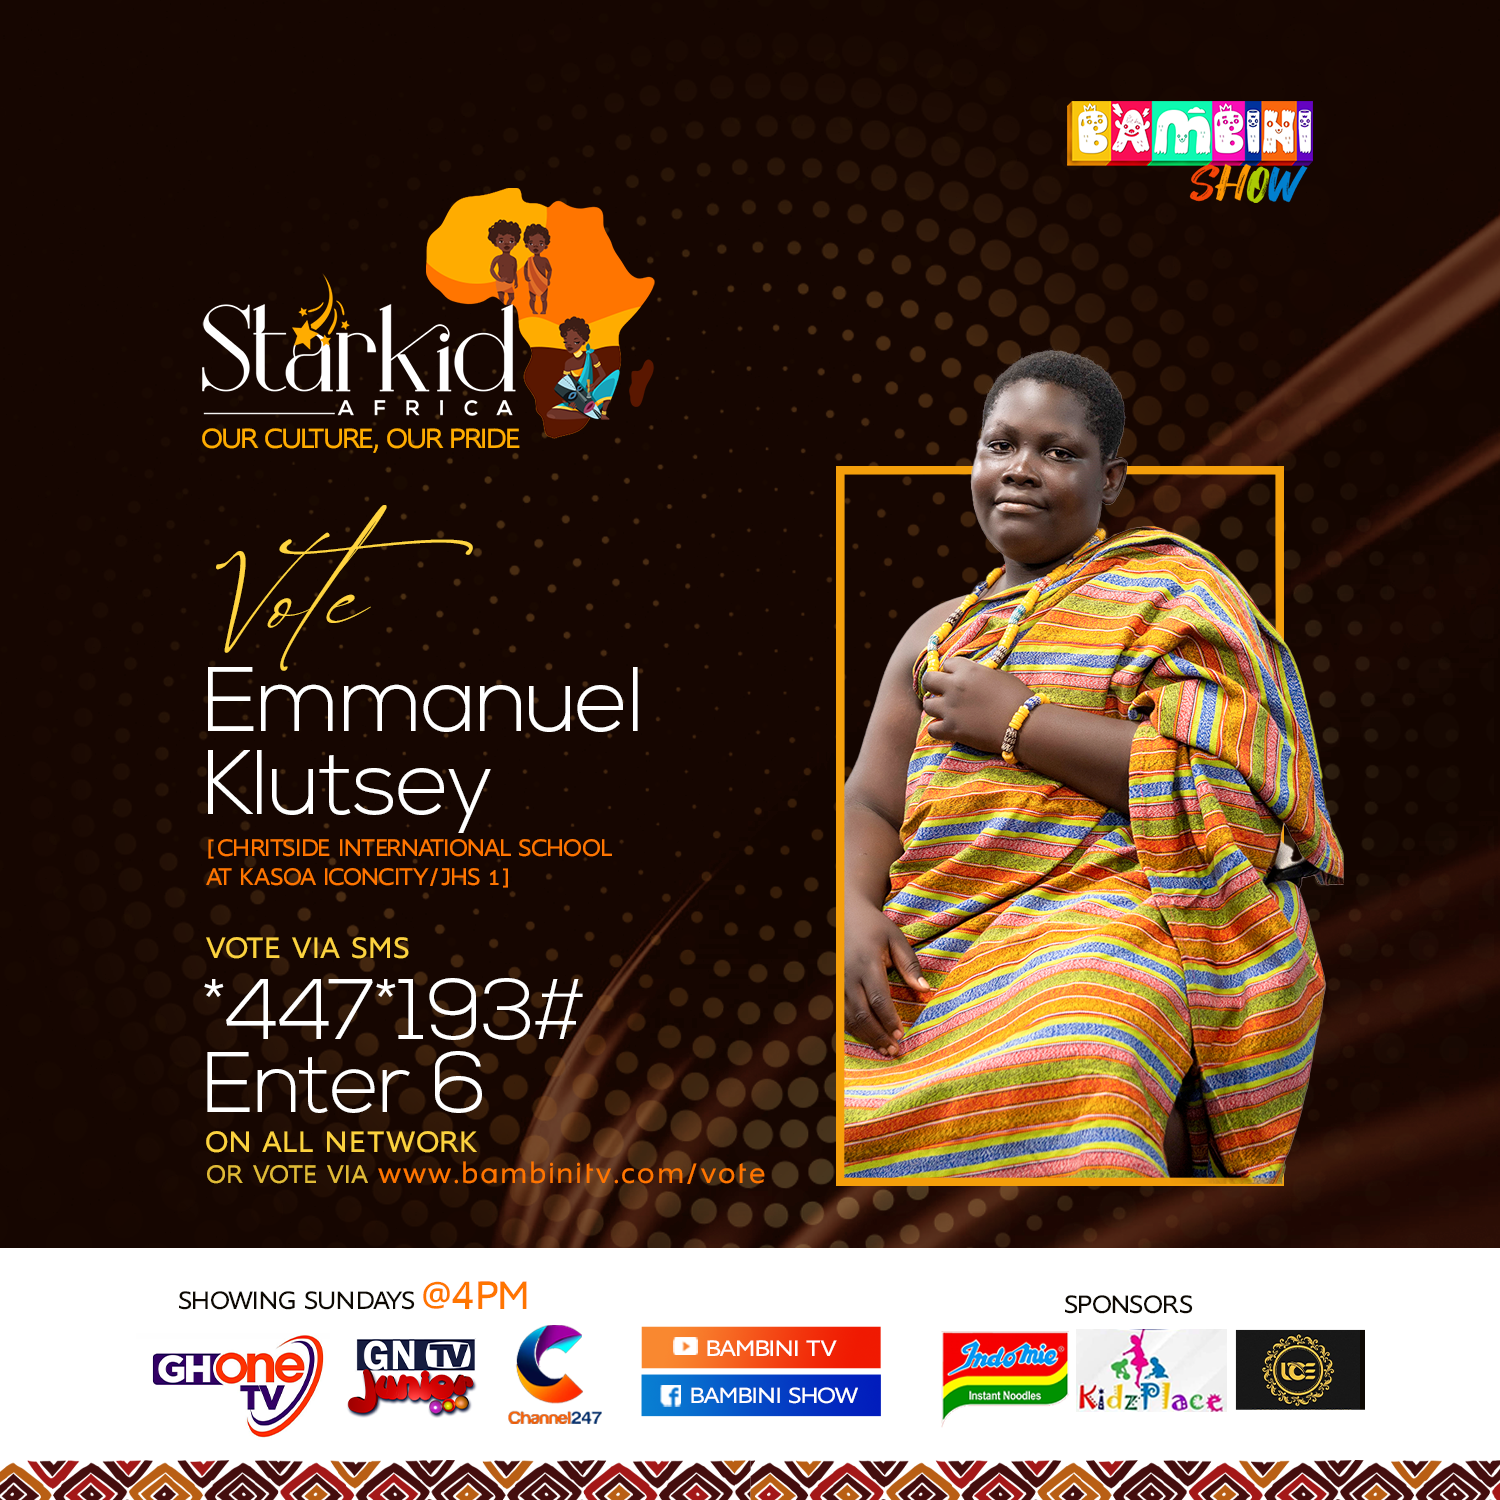 BAMBINI
SHOW
Starkid
AFRICA
OUR CULTURE, OUR PRIDE
Vote
Emmanuel
Klutsey
[CHRITSIDE INTERNATIONAL SCHOOL
AT KASOA ICONCITY/JHS 1]
VOTE VIA SMS
*447*193#
Enter 6
ON ALL NETWORK
OR VOTE VIA www.bambinitv.com/vote
SHOWING SUNDAYS @4PM
GHOne
TV
GN TV
Junior
Channel247
BAMBINI TV
BAMBINI SHOW
SPONSORS
Indomie®
Instant Noodles
KidzPlace